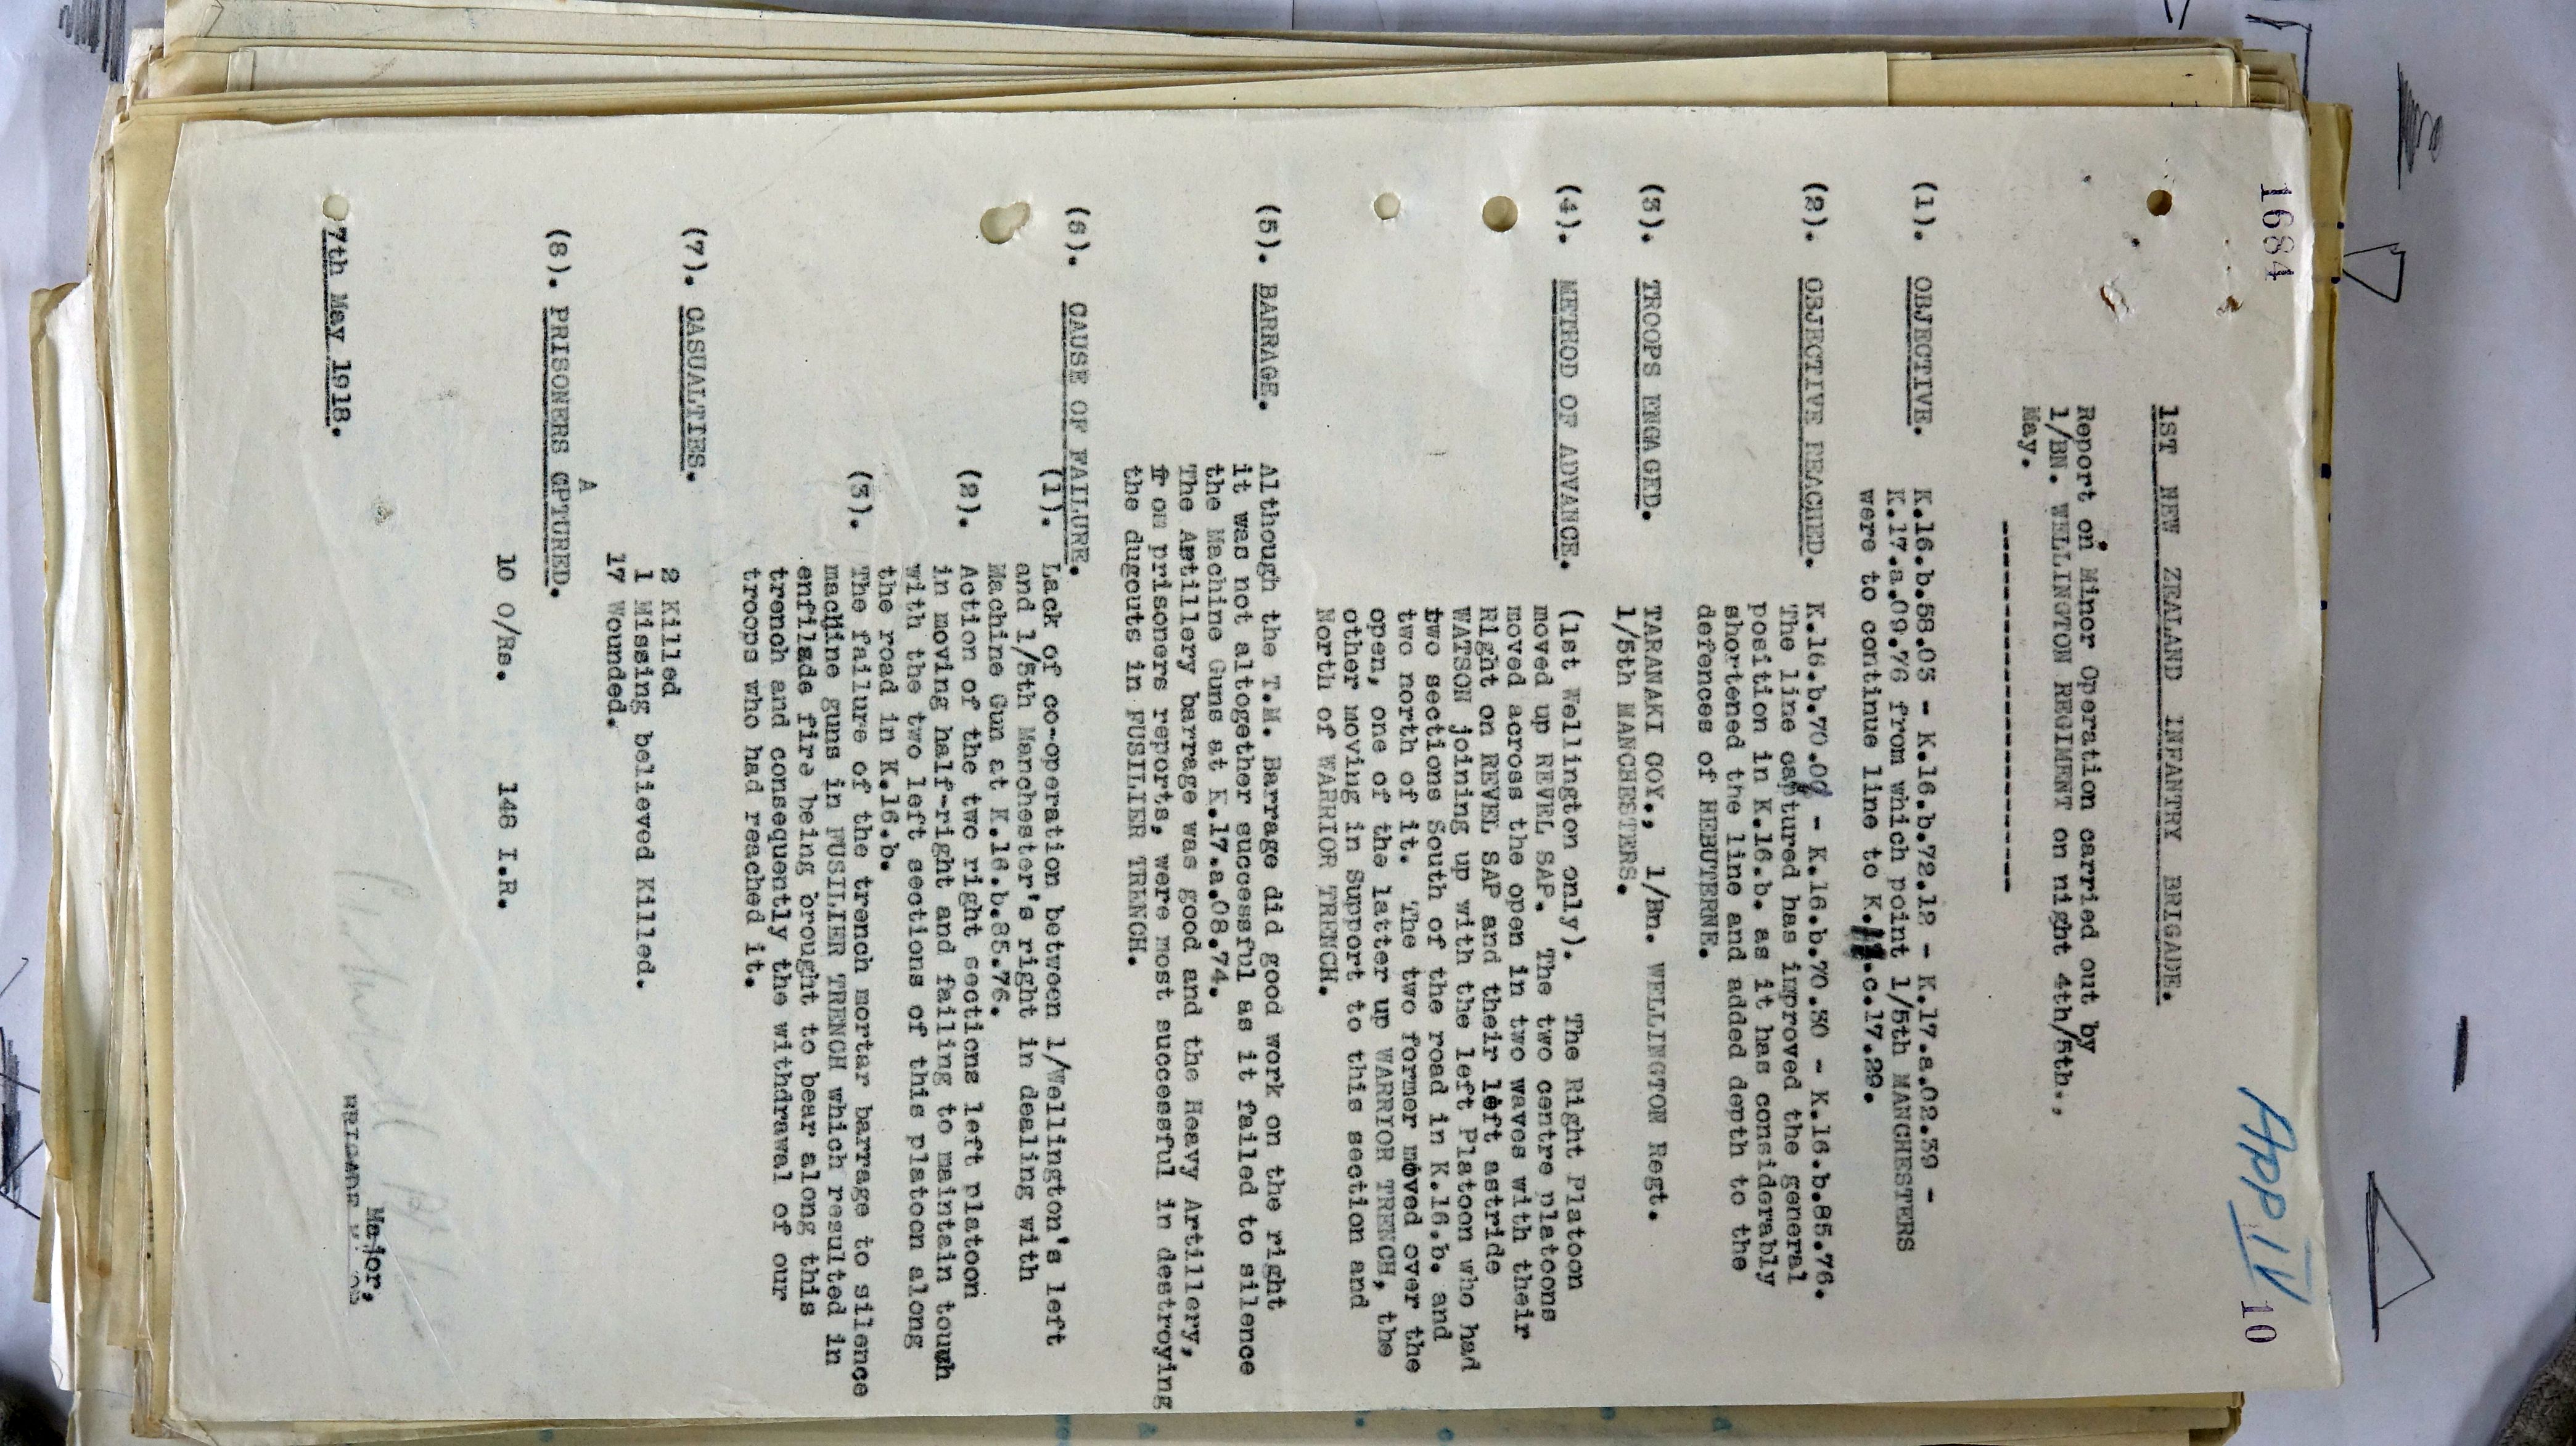 1684
APP IV
10
1ST NEW ZEALAND INFANTRY BRIGADE.
Report on Minor Operation carried out by
1/BN. WELLINGTON REGIMENT on night 4th/5th.,
May.
---------------------------
(1). OBJECTIVE. K.16.b.58.05 - K.16.b.72.12 - K.17.a.02.39 -
K.17.a.09.76 from which point 1/5th MANCHESTERS
were to continue line to K. .c.17.29.
(2). OBJECTIVE REACHED. K.16.b.70.00 - K.16.b.70.30 - K.16.b.85.76.
The line captured has improved the general
position in K.16.b. as it has considerably
shortened the line and added depth to the
defences of HEBUTERNE.
(3). TROOPS ENGAGED. TARANAKI COY., 1/Bn. WELLINGTON Regt.
1/5th MANCHESTERS.
(4). METHOD OF ADVANCE. (1st Wellington only). The Right Platoon
moved up REVEL SAP. The two centre platoons
moved across the open in two waves with their
Right on REVEL SAP and their left astride
WATSON joining up with the left Platoon who had
two sections South of the road in K.16.b. and
two north of it. The two former moved over the
open, one of the latter up WARRIOR TRENCH, the
other moving in Support to this section and
North of WARRIOR TRENCH.
(5). BARRAGE. Although the T.M. Barrage did good work on the right
it was not altogether successful as it failed to silence
the Machine Guns at K.17.a.08.74.
The Artillery barrage was good and the Heavy Artillery,
from prisoners reports, were most successful in destroying
the dugouts in FUSILIER TRENCH.
(6). CAUSE OF FAILURE.
(1). Lack of co-operation between 1/Wellington's left
and 1/5th Manchester's right in dealing with
Machine Gun at K.16.b.85.76.
(2). Action of the two right sections left platoon
in moving half-right and failing to maintain touch
with the two left sections of this platoon along
the road in K.16.b.
(3). The failure of the trench mortar barrage to silence
machine guns in FUSILIER TRENCH which resulted in
enfilade fire being brought to bear along this
trench and consequently the withdrawal of our
troops who had reached it.
(7). CASUALTIES.
2 Killed
1 Missing believed Killed.
17 Wounded.
A
(8). PRISONERS CPTURED.
10 O/Rs. 148 I.R.
Major,
7th May 1918.